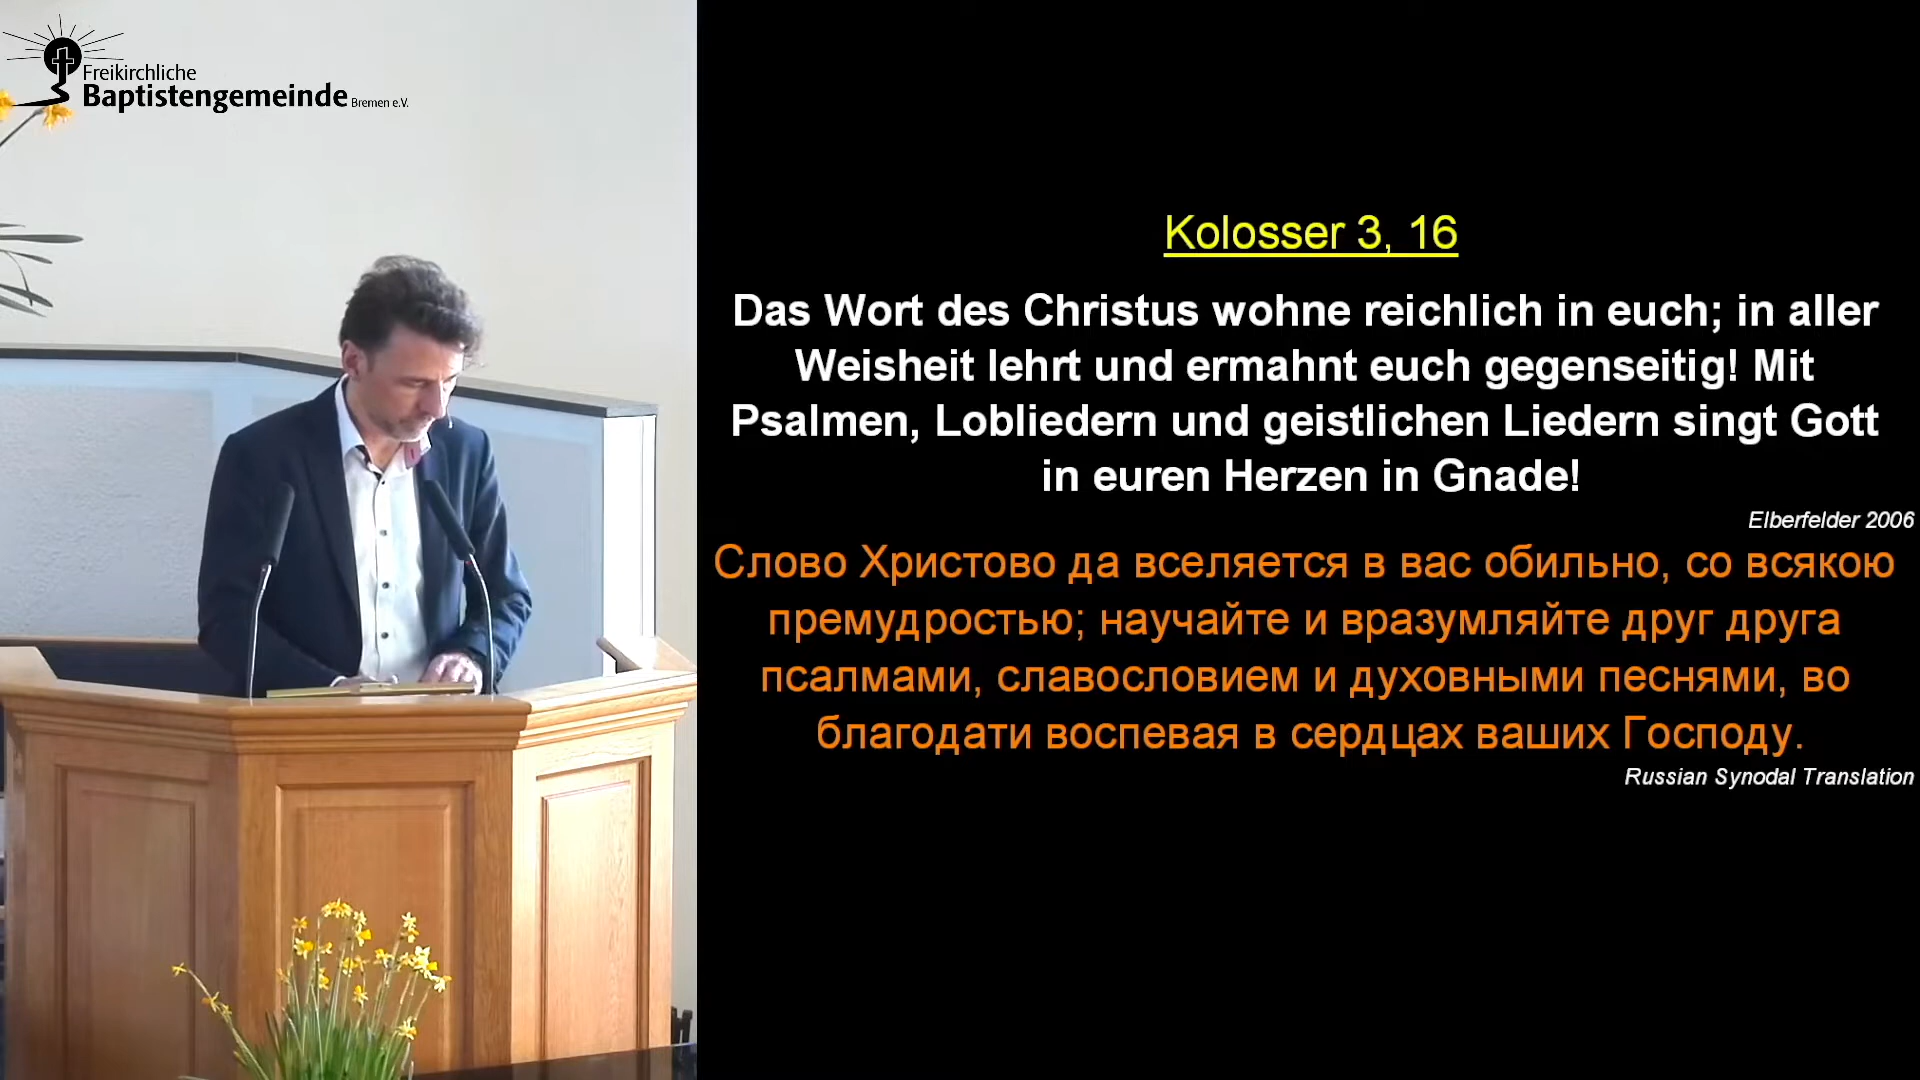 Freikirchliche
Baptistengemeinde Bremen e.V.
Kolosser 3, 16
Das Wort des Christus wohne reichlich in euch; in aller
Weisheit lehrt und ermahnt euch gegenseitig! Mit
Psalmen, Lobliedern und geistlichen Liedern singt Gott
in euren Herzen in Gnade!
Elberfelder 2006
Слово Христово да вселяется в вас обильно, со всякою
премудростью; научайте и вразумляйте друг друга
псалмами, славословием и духовными песнями, во
благодати воспевая в сердцах ваших Господу.
Russian Synodal Translation